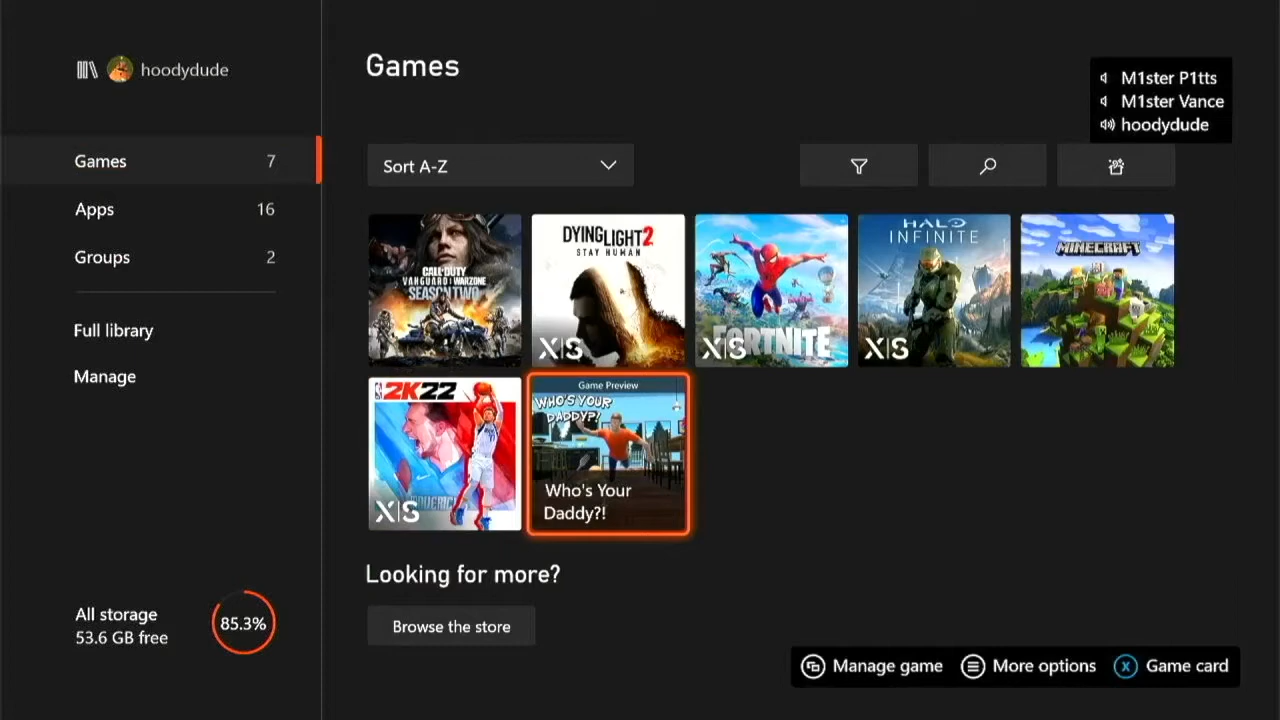 hoodydude
Games 7
Apps 16
Groups 2
Full library
Manage
All storage
53.6 GB free
85.3%
Games
M1ster P1tts
M1ster Vance
hoodydude
Sort A-Z
CALL OF DUTY
VANGUARD | WARZONE
SEASON TWO
DYING LIGHT 2
STAY HUMAN
X|S
FORTNITE
X|S
HALO
INFINITE
X|S
MINECRAFT
2K22
X|S
Game Preview
WHO'S YOUR
DADDY?!
Who's Your
Daddy?!
Looking for more?
Browse the store
Manage game
More options
X Game card